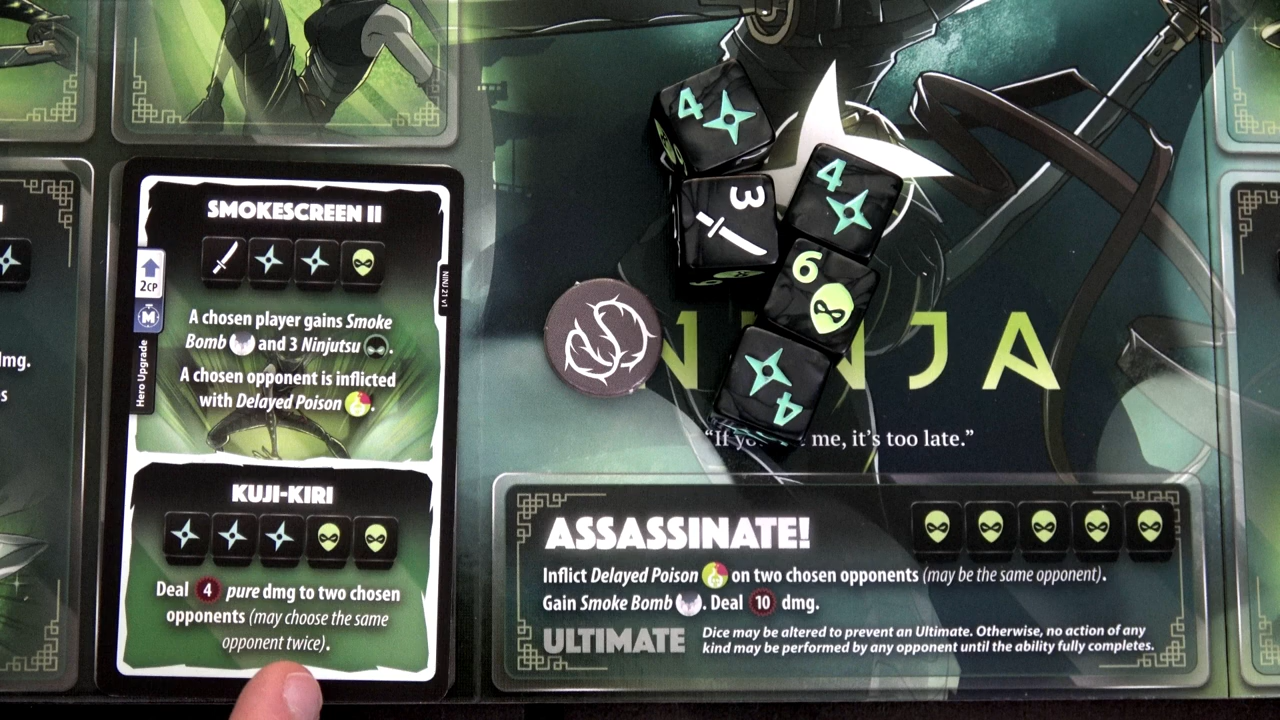 dmg.
s
SMOKESCREEN II
2CP
M
Hero Upgrade
NINJ 21 v1
A chosen player gains Smoke
Bomb and 3 Ninjutsu .
A chosen opponent is inflicted
with Delayed Poison .
KUJI-KIRI
Deal 4 pure dmg to two chosen
opponents (may choose the same
opponent twice).
4
4
3
6
4
NINJA
“If me, it’s too late.”
ASSASSINATE!
Inflict Delayed Poison on two chosen opponents (may be the same opponent).
Gain Smoke Bomb . Deal 10 dmg.
ULTIMATE
Dice may be altered to prevent an Ultimate. Otherwise, no action of any
kind may be performed by any opponent until the ability fully completes.